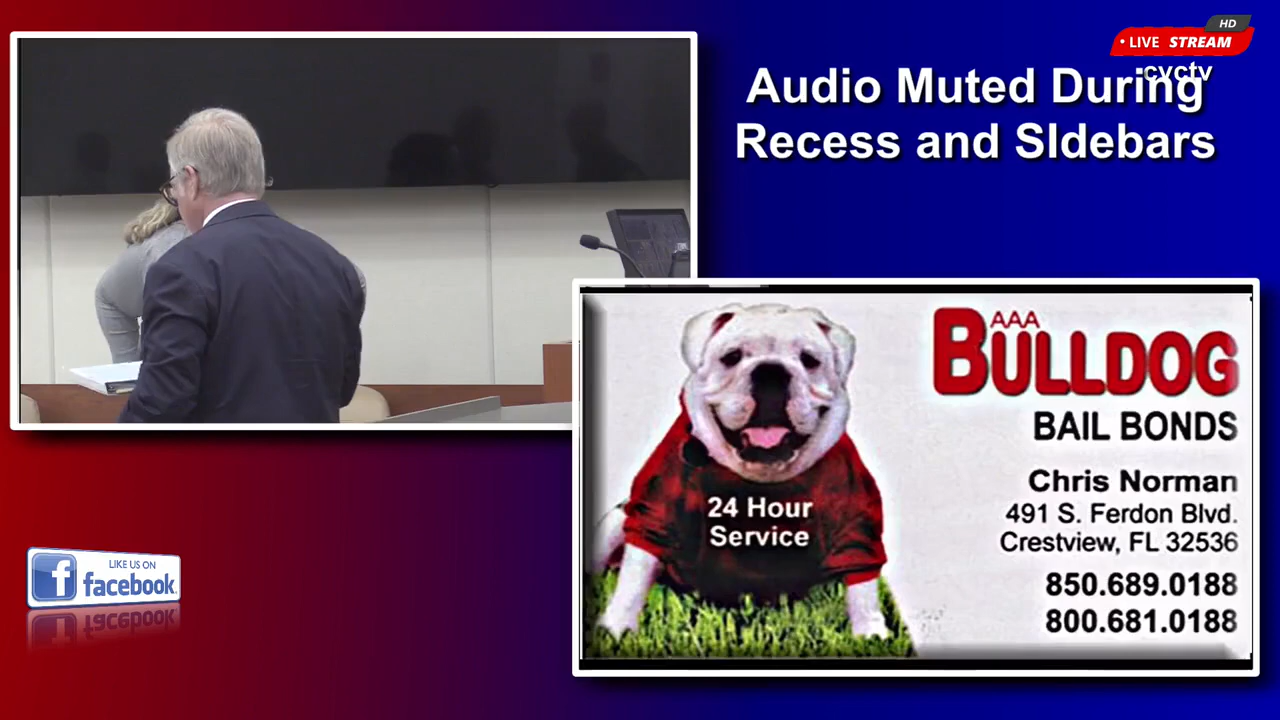 HD
• LIVE STREAM
cyctv
Audio Muted During
Recess and SIdebars
AAA
BULLDOG
BAIL BONDS
Chris Norman
491 S. Ferdon Blvd.
Crestview, FL 32536
850.689.0188
800.681.0188
24 Hour
Service
LIKE US ON
f facebook